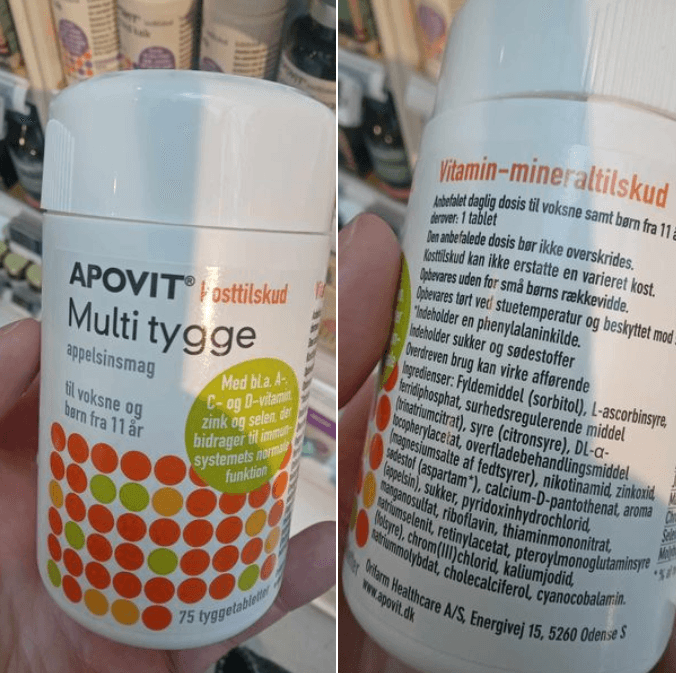 APOVIT® kosttilskud
Multi tygge
appelsinsmag
til voksne og
børn fra 11 år
Med bl.a. A-,
C- og D-vitamin,
zink og selen, der
bidrager til immun-
systemets normale
funktion
75 tyggetabletter
Vitamin-mineraltilskud
Anbefalet daglig dosis til voksne samt børn fra 11 å
derover: 1 tablet
Den anbefalede dosis bør ikke overskrides.
Kosttilskud kan ikke erstatte en varieret kost.
Opbevares uden for små børns rækkevidde.
Opbevares tørt ved stuetemperatur og beskyttet mod
*Indeholder en phenylalaninkilde.
Indeholder sukker og sødestoffer
Overdreven brug kan virke afførende
Ingredienser: Fyldemiddel (sorbitol), L-ascorbinsyre,
ferridiphosphat, surhedsregulerende middel
(trinatriumcitrat), syre (citronsyre), DL-α-
tocopherylacetat, overfladebehandlingsmiddel
(magnesiumsalte af fedtsyrer), nikotinamid, zinkoxid,
sødestof (aspartam*), calcium-D-pantothenat, aroma
(appelsin), sukker, pyridoxinhydrochlorid,
manganosulfat, riboflavin, thiaminmononitrat,
natriumselenit, retinylacetat, pteroylmonoglutaminsyre
(folsyre), chrom(III)chlorid, kaliumjodid,
natriummolybdat, cholecalciferol, cyanocobalamin.
Orifarm Healthcare A/S, Energivej 15, 5260 Odense S
www.apovit.dk